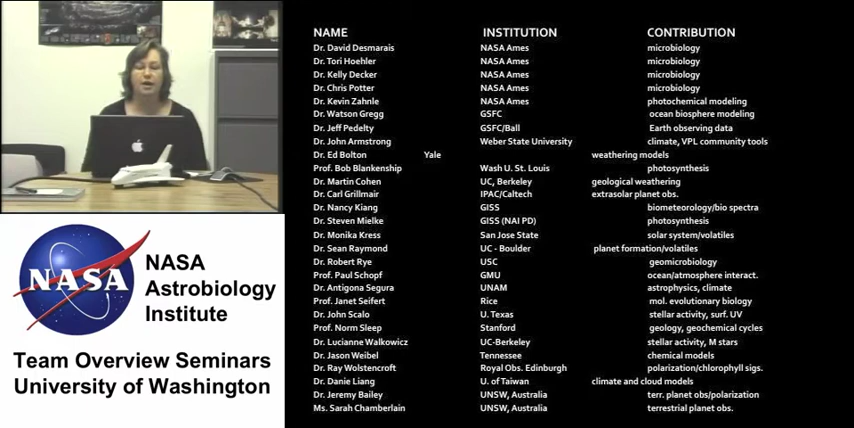 NAME INSTITUTION CONTRIBUTION
Dr. David Desmarais NASA Ames microbiology
Dr. Tori Hoehler NASA Ames microbiology
Dr. Kelly Decker NASA Ames microbiology
Dr. Chris Potter NASA Ames microbiology
Dr. Kevin Zahnle NASA Ames photochemical modeling
Dr. Watson Gregg GSFC ocean biosphere modeling
Dr. Jeff Pedelty GSFC/Ball Earth observing data
Dr. John Armstrong Weber State University climate, VPL community tools
Dr. Ed Bolton Yale weathering models
Prof. Bob Blankenship Wash U. St. Louis photosynthesis
Dr. Martin Cohen UC, Berkeley geological weathering
Dr. Carl Grillmair IPAC/Caltech extrasolar planet obs.
Dr. Nancy Kiang GISS biometeorology/bio spectra
Dr. Steven Mielke GISS (NAI PD) photosynthesis
Dr. Monika Kress San Jose State solar system/volatiles
Dr. Sean Raymond UC - Boulder planet formation/volatiles
Dr. Robert Rye USC geomicrobiology
Prof. Paul Schopf GMU ocean/atmosphere interact.
Dr. Antigona Segura UNAM astrophysics, climate
Prof. Janet Seifert Rice mol. evolutionary biology
Dr. John Scalo U. Texas stellar activity, surf. UV
Prof. Norm Sleep Stanford geology, geochemical cycles
Dr. Lucianne Walkowicz UC-Berkeley stellar activity, M stars
Dr. Jason Weibel Tennessee chemical models
Dr. Ray Wolstencroft Royal Obs. Edinburgh polarization/chlorophyll sigs.
Dr. Danie Liang U. of Taiwan climate and cloud models
Dr. Jeremy Bailey UNSW, Australia terr. planet obs/polarization
Ms. Sarah Chamberlain UNSW, Australia terrestrial planet obs.
NASA
NASA
Astrobiology
Institute
Team Overview Seminars
University of Washington